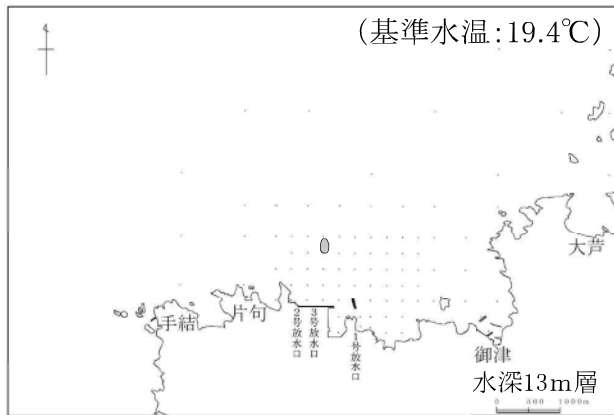 (基準水温:19.4℃)
大芦
手結
片句
2号放水口
3号放水口
1号放水口
御津
水深13m層
0 500 1000m